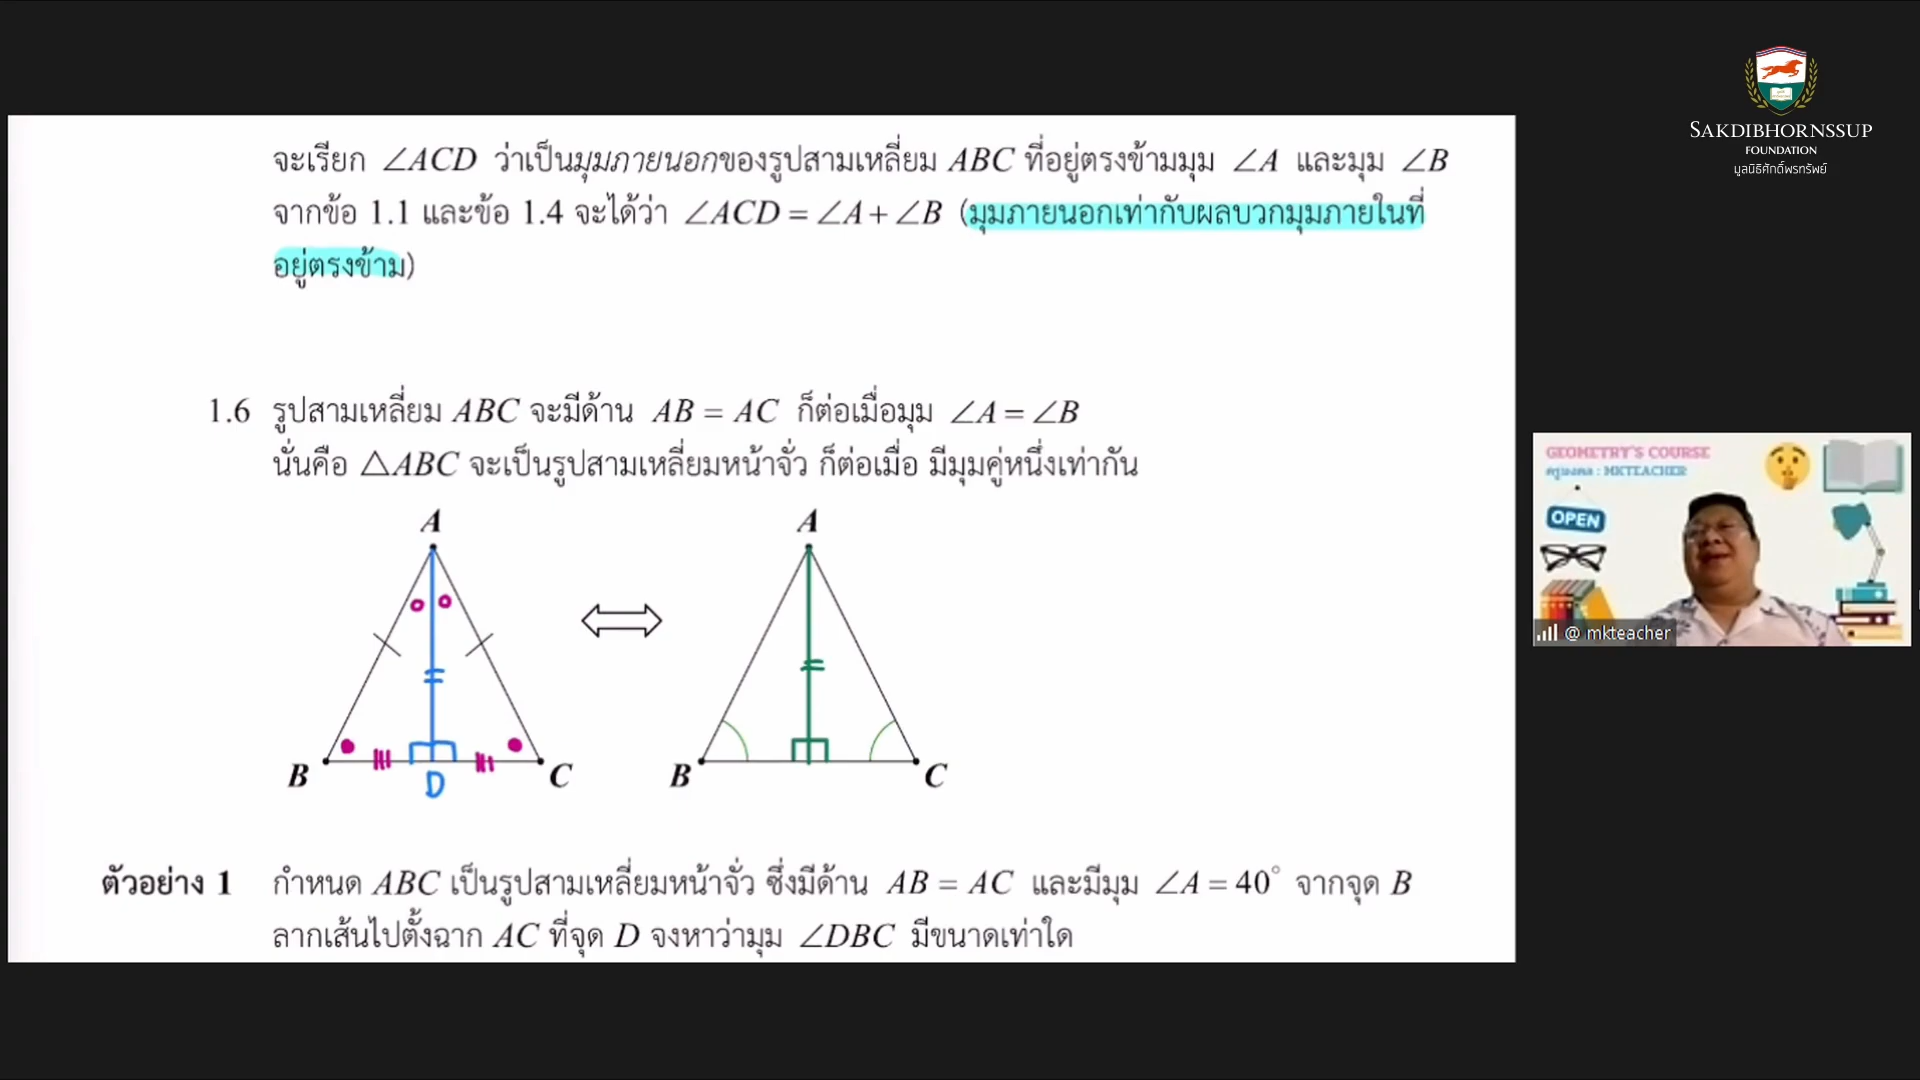 SAKDIBHORNSSUP
FOUNDATION
มูลนิธิศักดิ์พรทรัพย์
จะเรียก ∠ACD ว่าเป็นมุมภายนอกของรูปสามเหลี่ยม ABC ที่อยู่ตรงข้ามมุม ∠A และมุม ∠B
จากข้อ 1.1 และข้อ 1.4 จะได้ว่า ∠ACD = ∠A + ∠B (มุมภายนอกเท่ากับผลบวกมุมภายในที่
อยู่ตรงข้าม)
1.6 รูปสามเหลี่ยม ABC จะมีด้าน AB = AC ก็ต่อเมื่อมุม ∠A = ∠B
นั่นคือ △ABC จะเป็นรูปสามเหลี่ยมหน้าจั่ว ก็ต่อเมื่อ มีมุมคู่หนึ่งเท่ากัน
A A
B D C B C
ตัวอย่าง 1 กำหนด ABC เป็นรูปสามเหลี่ยมหน้าจั่ว ซึ่งมีด้าน AB = AC และมีมุม ∠A = 40° จากจุด B
ลากเส้นไปตั้งฉาก AC ที่จุด D จงหาว่ามุม ∠DBC มีขนาดเท่าใด
GEOMETRY'S COURSE
ครูมงคล : MKTEACHER
OPEN
@ mkteacher